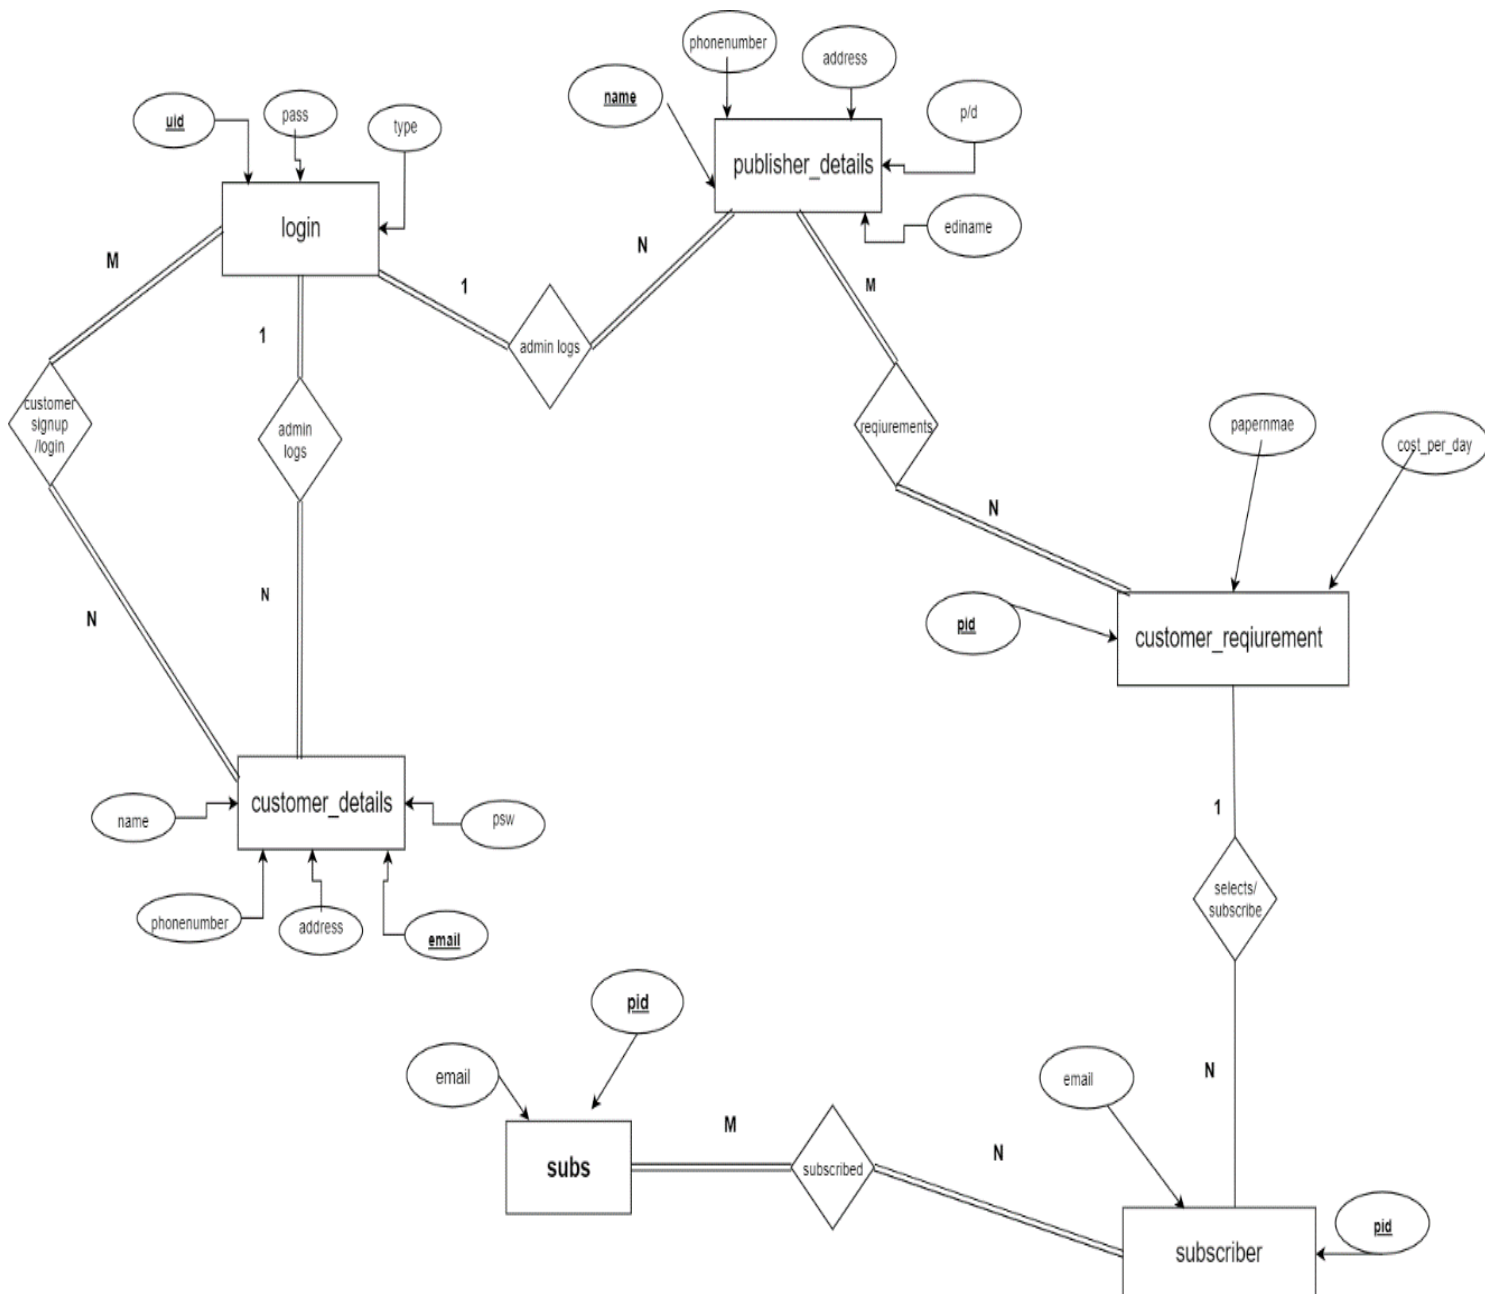 phonenumber
address
name
p/d
uid
pass
type
publisher_details
login
ediname
M
N
1
1
M
admin logs
customer
signup
/login
admin
logs
reqiurements
papernmae
cost_per_day
N
N
N
pid
customer_reqiurement
customer_details
name
psw
phonenumber
address
email
1
selects/
subscribe
pid
email
email
N
M
N
subs
subscribed
pid
subscriber